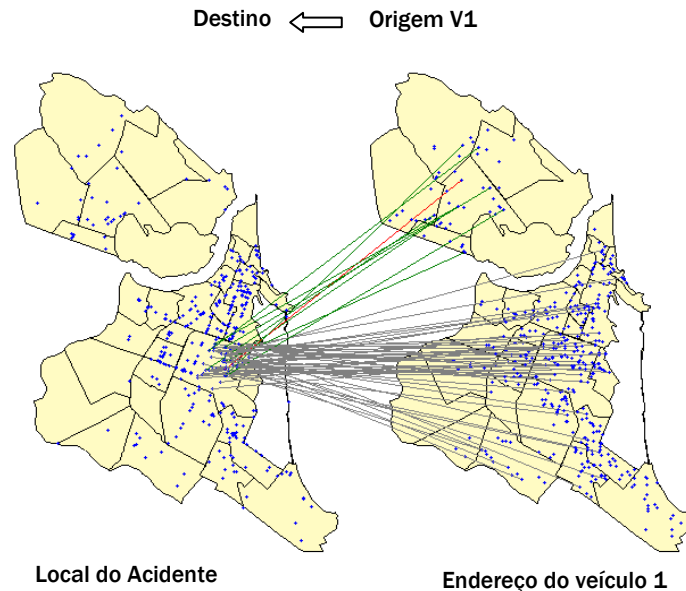 Destino Origem V1
Local do Acidente
Endereço do veículo 1